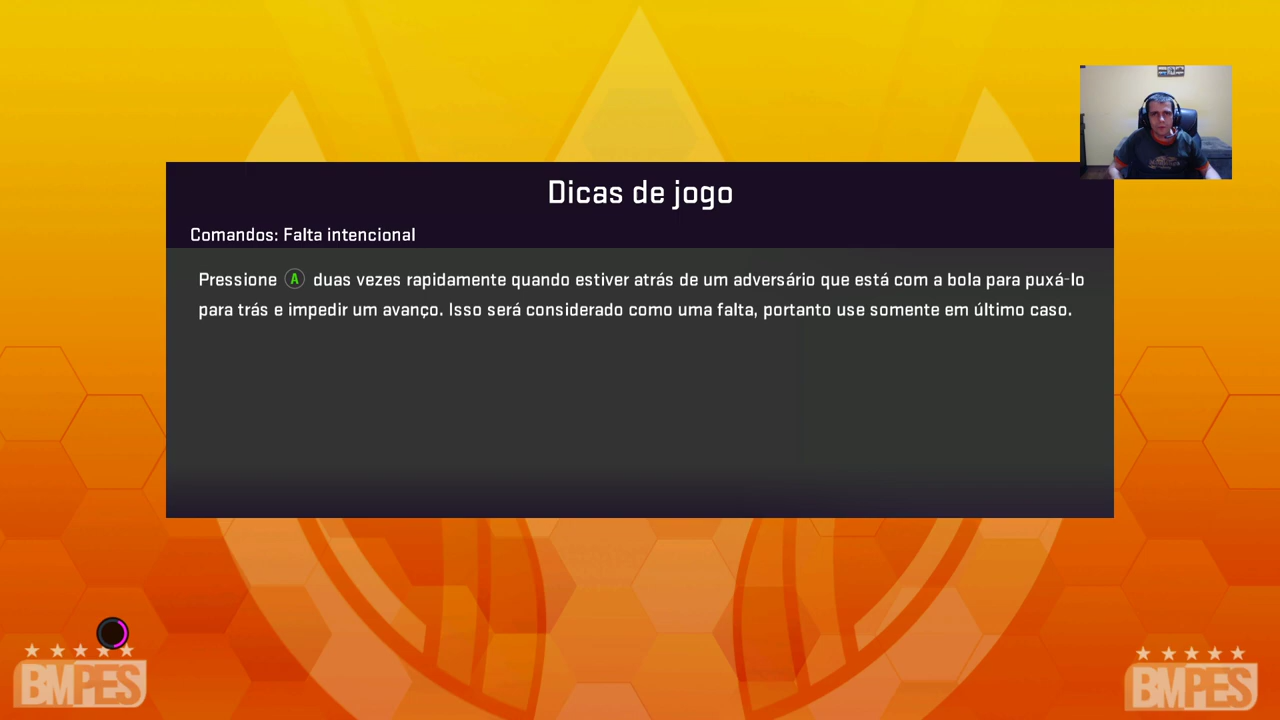 Dicas de jogo
Comandos: Falta intencional
Pressione A duas vezes rapidamente quando estiver atrás de um adversário que está com a bola para puxá-lo
para trás e impedir um avanço. Isso será considerado como uma falta, portanto use somente em último caso.
BMPES
BMPES